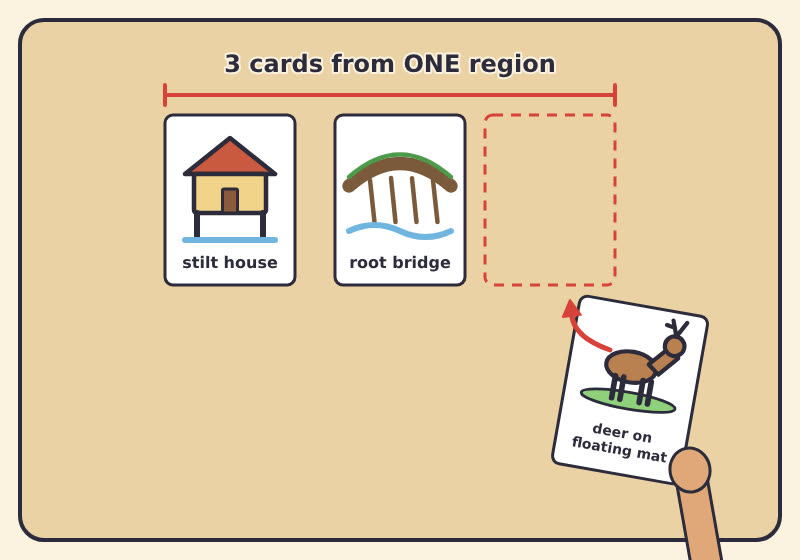 3 cards from ONE region
stilt house
root bridge
deer on
floating mat